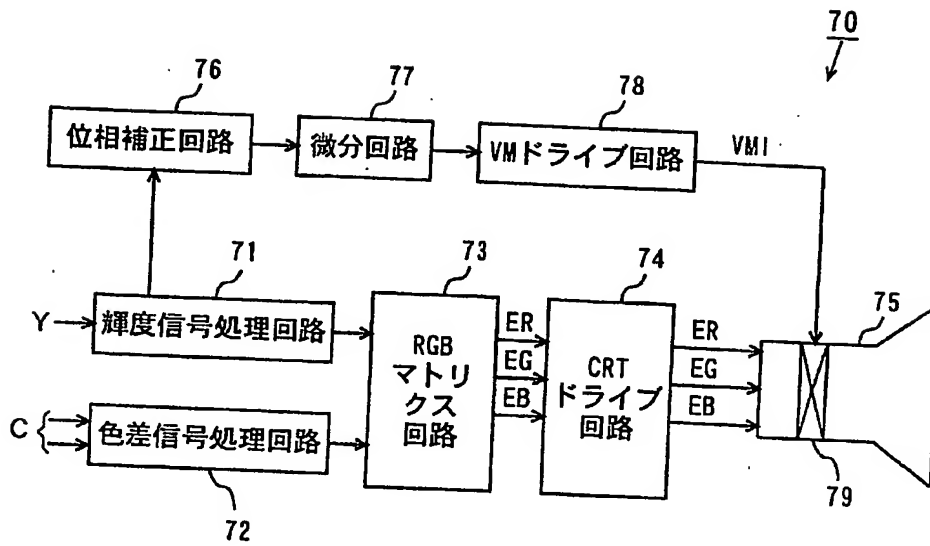 70
76
77
78
位相補正回路
微分回路
VMドライブ回路
VMI
71
73
74
75
Y
輝度信号処理回路
RGB
マトリ
クス
回路
ER
EG
EB
CRT
ドライブ
回路
ER
EG
EB
C
色差信号処理回路
72
79